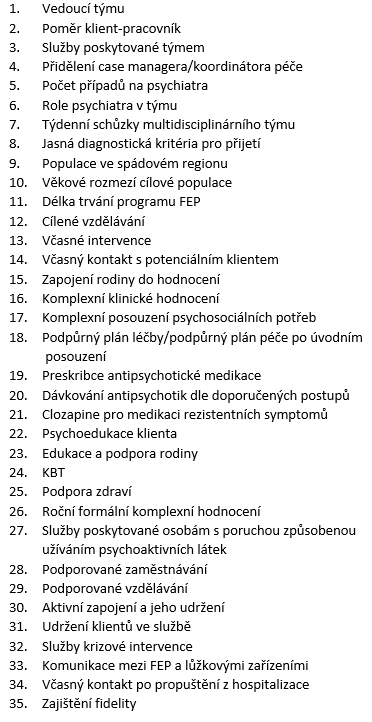 1. Vedoucí týmu
2. Poměr klient-pracovník
3. Služby poskytované týmem
4. Přidělení case managera/koordinátora péče
5. Počet případů na psychiatra
6. Role psychiatra v týmu
7. Týdenní schůzky multidisciplinárního týmu
8. Jasná diagnostická kritéria pro přijetí
9. Populace ve spádovém regionu
10. Věkové rozmezí cílové populace
11. Délka trvání programu FEP
12. Cílené vzdělávání
13. Včasné intervence
14. Včasný kontakt s potenciálním klientem
15. Zapojení rodiny do hodnocení
16. Komplexní klinické hodnocení
17. Komplexní posouzení psychosociálních potřeb
18. Podpůrný plán léčby/podpůrný plán péče po úvodním
posouzení
19. Preskribce antipsychotické medikace
20. Dávkování antipsychotik dle doporučených postupů
21. Clozapine pro medikaci rezistentních symptomů
22. Psychoedukace klienta
23. Edukace a podpora rodiny
24. KBT
25. Podpora zdraví
26. Roční formální komplexní hodnocení
27. Služby poskytované osobám s poruchou způsobenou
užíváním psychoaktivních látek
28. Podporované zaměstnávání
29. Podporované vzdělávání
30. Aktivní zapojení a jeho udržení
31. Udržení klientů ve službě
32. Služby krizové intervence
33. Komunikace mezi FEP a lůžkovými zařízeními
34. Včasný kontakt po propuštění z hospitalizace
35. Zajištění fidelity